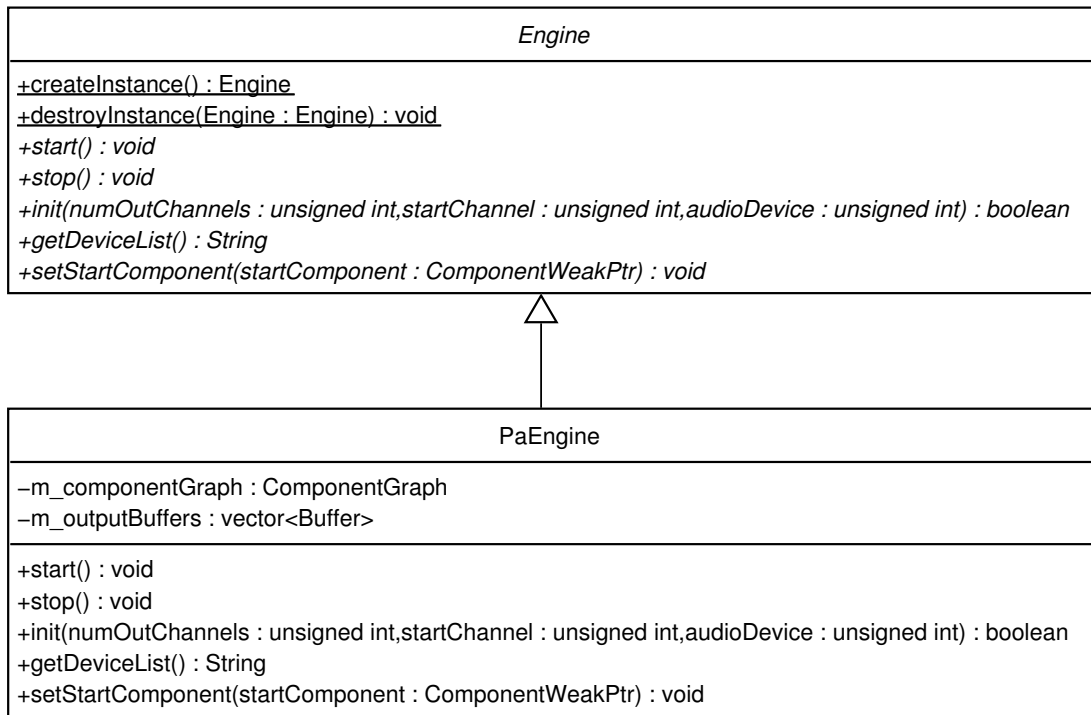 Engine
+createInstance() : Engine
+destroyInstance(Engine : Engine) : void
+start() : void
+stop() : void
+init(numOutChannels : unsigned int,startChannel : unsigned int,audioDevice : unsigned int) : boolean
+getDeviceList() : String
+setStartComponent(startComponent : ComponentWeakPtr) : void
PaEngine
−m_componentGraph : ComponentGraph
−m_outputBuffers : vector<Buffer>
+start() : void
+stop() : void
+init(numOutChannels : unsigned int,startChannel : unsigned int,audioDevice : unsigned int) : boolean
+getDeviceList() : String
+setStartComponent(startComponent : ComponentWeakPtr) : void